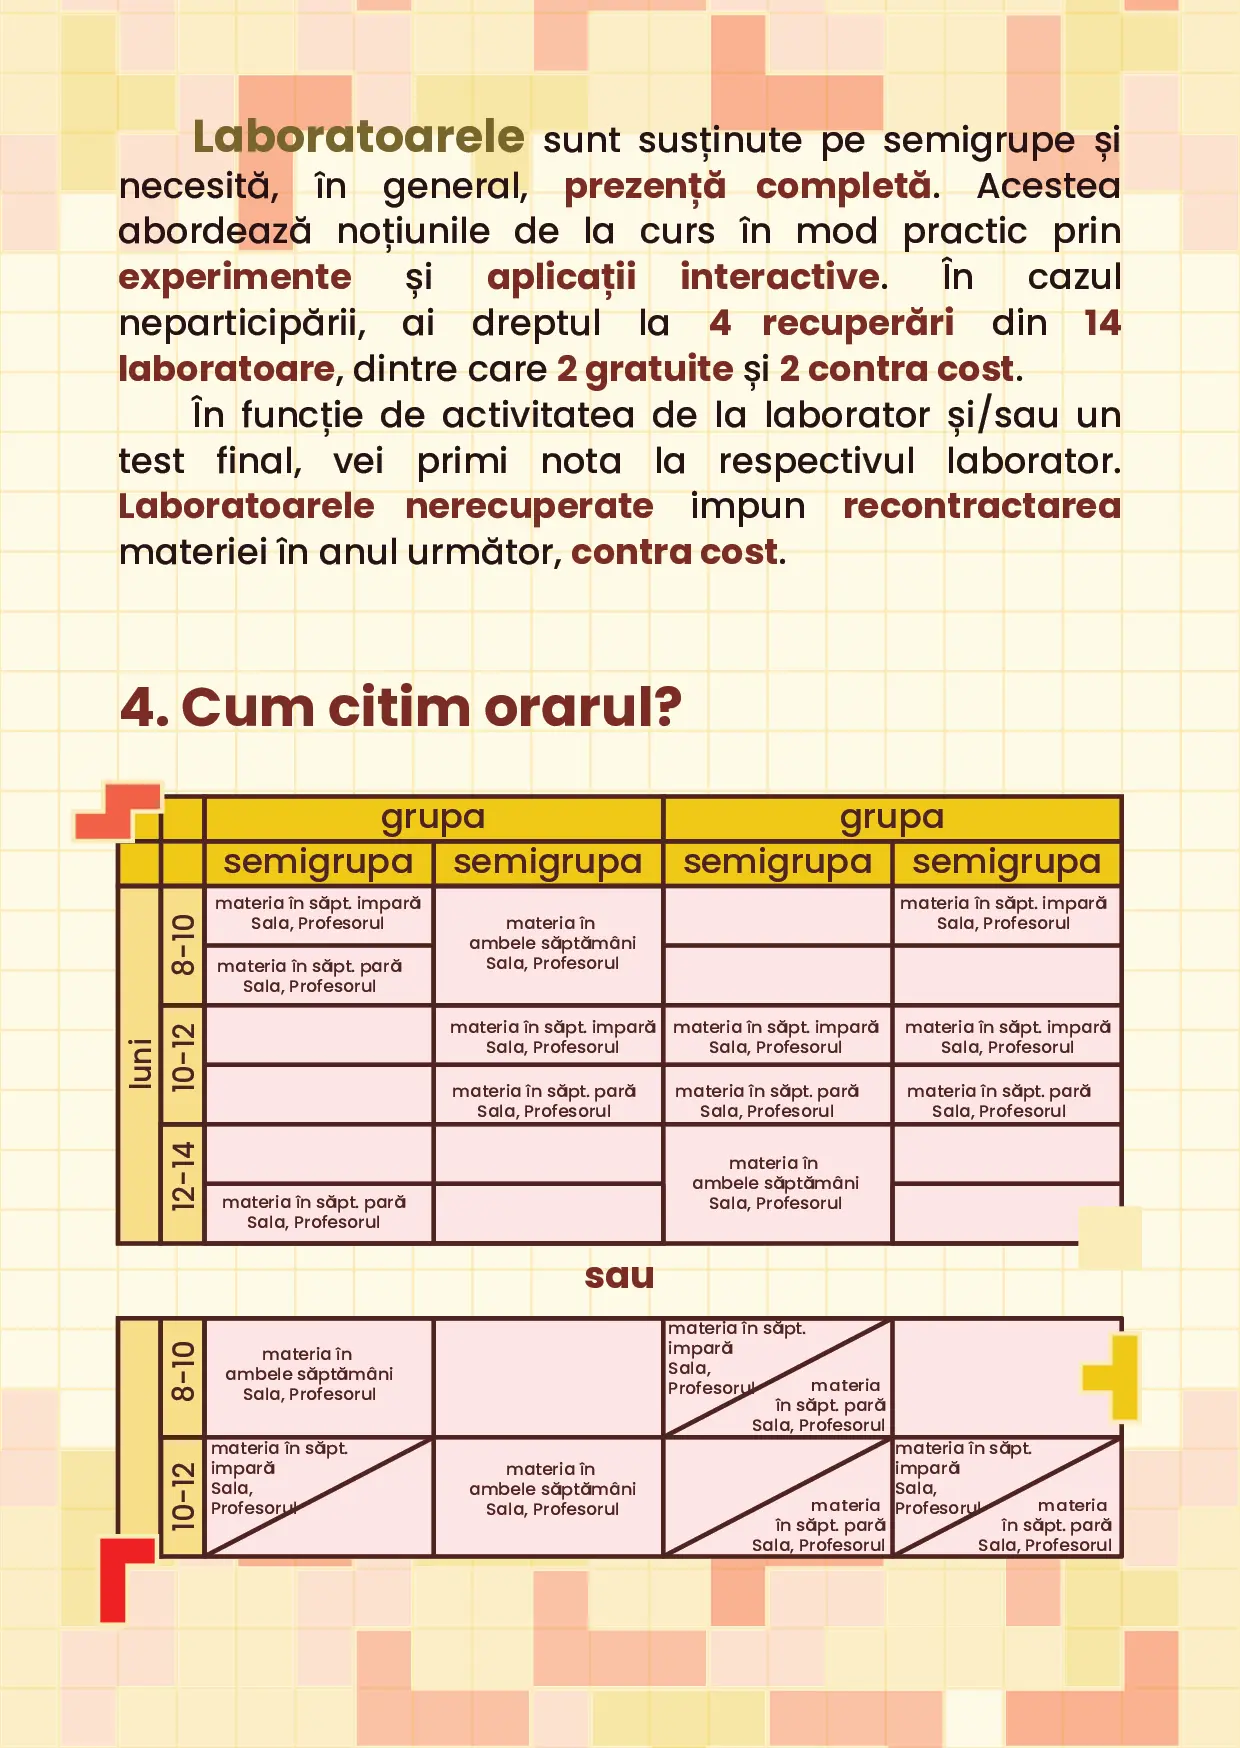 Laboratoarele sunt susținute pe semigrupe și
necesită, în general, prezență completă. Acestea
abordează noțiunile de la curs în mod practic prin
experimente și aplicații interactive. În cazul
neparticipării, ai dreptul la 4 recuperări din 14
laboratoare, dintre care 2 gratuite și 2 contra cost.
În funcție de activitatea de la laborator și/sau un
test final, vei primi nota la respectivul laborator.
Laboratoarele nerecuperate impun recontractarea
materiei în anul următor, contra cost.
4. Cum citim orarul?
grupa
grupa
semigrupa
semigrupa
semigrupa
semigrupa
luni
8-10
materia în săpt. impară
Sala, Profesorul
materia în săpt. pară
Sala, Profesorul
materia în
ambele săptămâni
Sala, Profesorul
materia în săpt. impară
Sala, Profesorul
10-12
materia în săpt. impară
Sala, Profesorul
materia în săpt. impară
Sala, Profesorul
materia în săpt. impară
Sala, Profesorul
materia în săpt. pară
Sala, Profesorul
materia în săpt. pară
Sala, Profesorul
materia în săpt. pară
Sala, Profesorul
12-14
materia în săpt. pară
Sala, Profesorul
materia în
ambele săptămâni
Sala, Profesorul
sau
8-10
materia în
ambele săptămâni
Sala, Profesorul
materia în săpt.
impară
Sala,
Profesorul
materia
în săpt. pară
Sala, Profesorul
10-12
materia în săpt.
impară
Sala,
Profesorul
materia în
ambele săptămâni
Sala, Profesorul
materia
în săpt. pară
Sala, Profesorul
materia în săpt.
impară
Sala,
Profesorul
materia
în săpt. pară
Sala, Profesorul